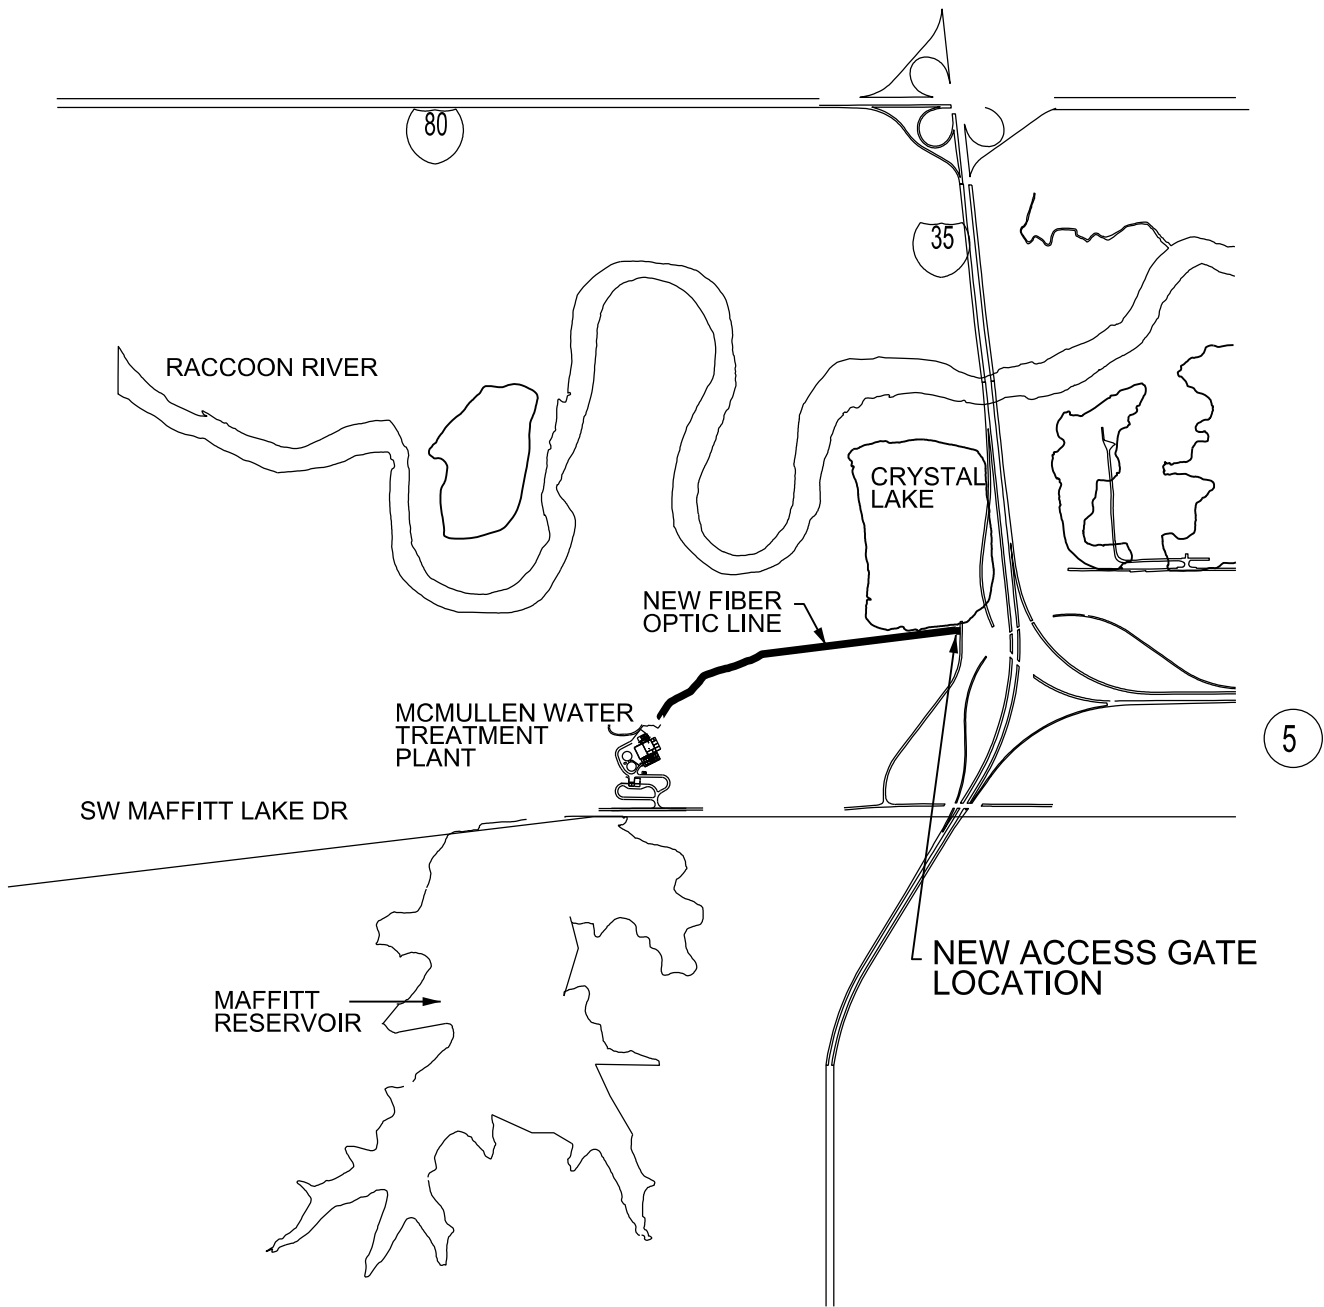 80
35
RACCOON RIVER
CRYSTAL
LAKE
NEW FIBER
OPTIC LINE
MCMULLEN WATER
TREATMENT
PLANT
5
SW MAFFITT LAKE DR
NEW ACCESS GATE
LOCATION
MAFFITT
RESERVOIR